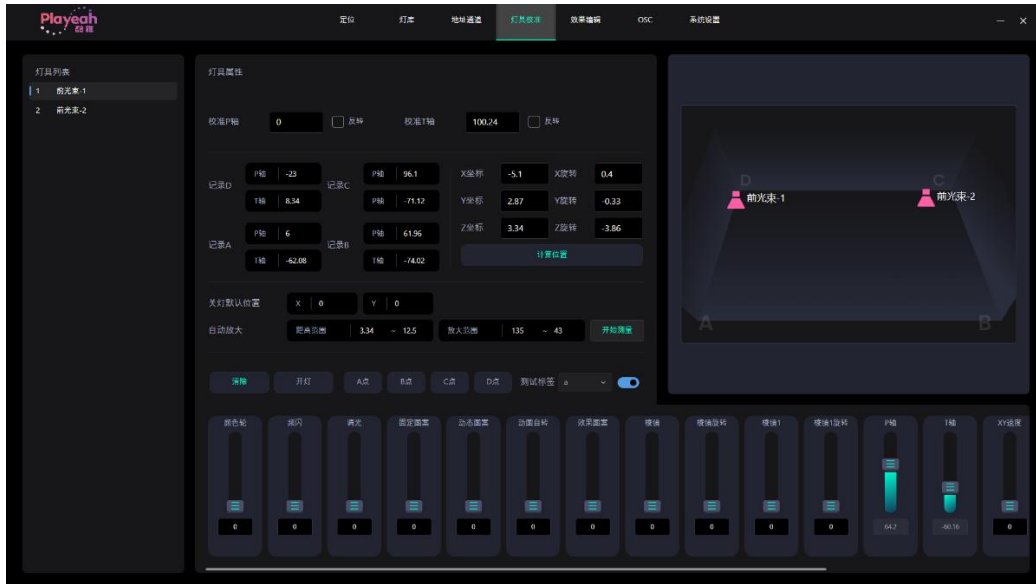 Playeah
定位 灯库 地址通道 灯具校准 效果编辑 OSC 系统设置
灯具列表
1 前光束-1
2 前光束-2
灯具属性
校准P轴 0 反转 校准T轴 100.24 反转
记录D P轴 -23 记录C P轴 96.1 X坐标 -5.1 X旋转 0.4
T轴 8.34 P轴 -71.12 Y坐标 2.87 Y旋转 -0.33
记录A P轴 6 记录B P轴 61.96 Z坐标 3.34 Z旋转 -3.86
T轴 -62.08 T轴 -74.02 计算位置
关灯默认位置 X 0 Y 0
自动放大 距离范围 3.34 ~ 12.5 放大范围 135 ~ 43 开始测量
清除 开灯 A点 B点 C点 D点 测试标签 a
D C
前光束-1 前光束-2
A B
颜色轮 频闪 调光 固定图案 动态图案 动图自转 效果图案 棱镜 棱镜旋转 棱镜1 棱镜1旋转 P轴 T轴 XY速度
0 0 0 0 0 0 0 0 0 0 0 64.7 -60.16 0